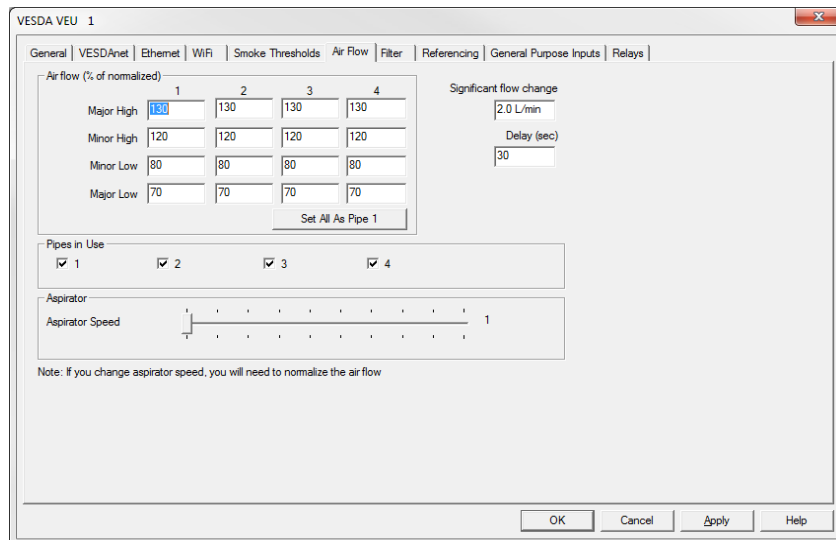 VESDA VEU 1
General VESDAnet Ethernet WiFi Smoke Thresholds Air Flow Filter Referencing General Purpose Inputs Relays
Air flow (% of normalized)
1 2 3 4
Major High 130 130 130 130
Minor High 120 120 120 120
Minor Low 80 80 80 80
Major Low 70 70 70 70
Set All As Pipe 1
Significant flow change
2.0 L/min
Delay (sec)
30
Pipes in Use
1 2 3 4
Aspirator
Aspirator Speed 1
Note: If you change aspirator speed, you will need to normalize the air flow
OK Cancel Apply Help